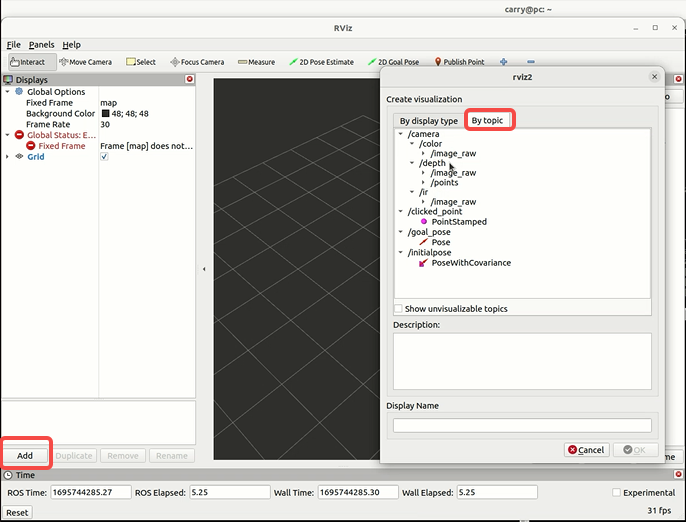 carry@pc: ~
RViz
File Panels Help
Interact Move Camera Select Focus Camera Measure 2D Pose Estimate 2D Goal Pose Publish Point
Displays
Global Options
Fixed Frame map
Background Color 48; 48; 48
Frame Rate 30
Global Status: E...
Fixed Frame Frame [map] does not...
Grid
Add Duplicate Remove Rename
rviz2
Create visualization
By display type By topic
/camera
/color
/image_raw
/depth
/image_raw
/points
/ir
/image_raw
/clicked_point
PointStamped
/goal_pose
Pose
/initialpose
PoseWithCovariance
Show unvisualizable topics
Description:
Display Name
Cancel OK
Time
ROS Time: 1695744285.27 ROS Elapsed: 5.25 Wall Time: 1695744285.30 Wall Elapsed: 5.25 Experimental
Reset 31 fps